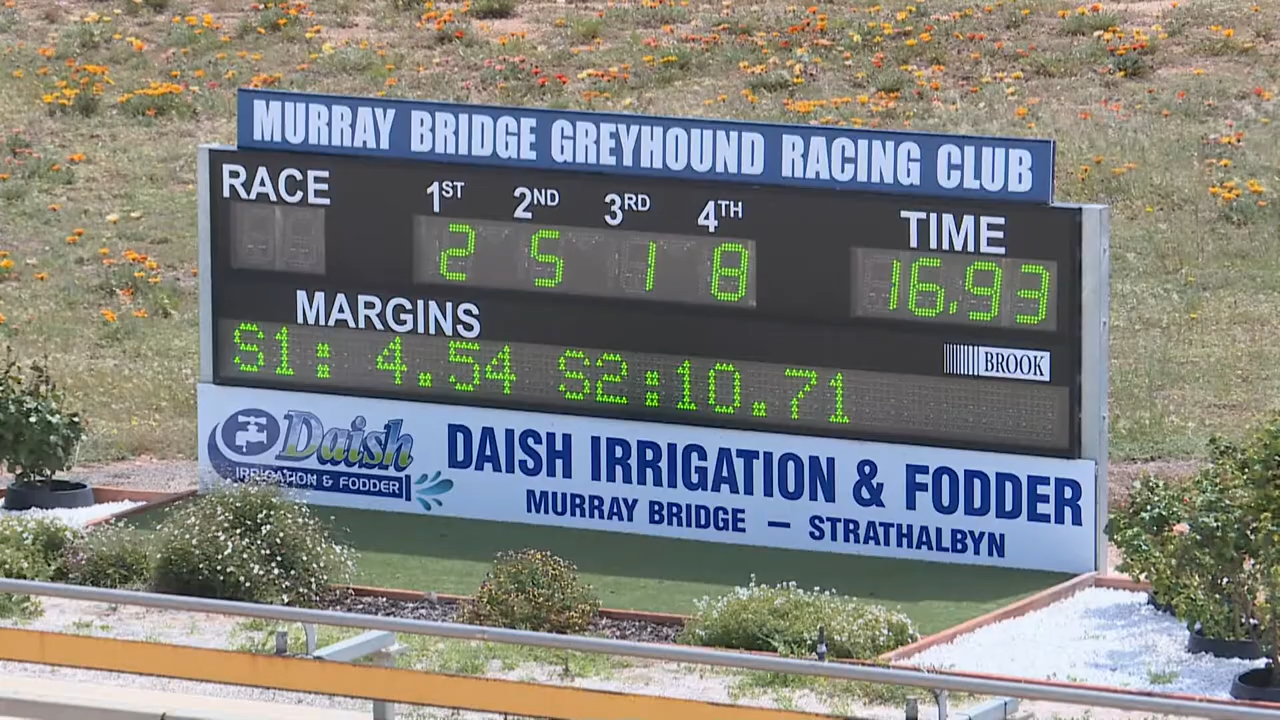 MURRAY BRIDGE GREYHOUND RACING CLUB
RACE 1ST 2ND 3RD 4TH TIME
2 5 1 8 16.93
MARGINS
S1: 4.54 S2:10.71
BROOK
Daish
IRRIGATION & FODDER
DAISH IRRIGATION & FODDER
MURRAY BRIDGE – STRATHALBYN